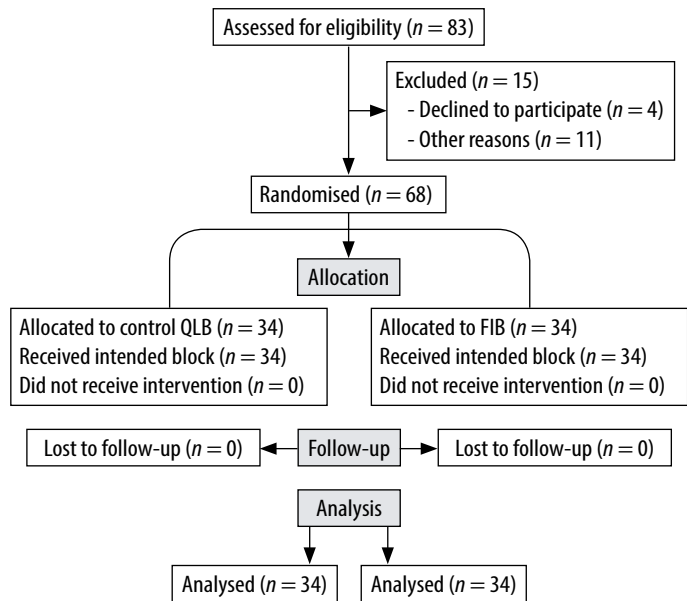 Assessed for eligibility (n = 83)
Excluded (n = 15)
- Declined to participate (n = 4)
- Other reasons (n = 11)
Randomised (n = 68)
Allocation
Allocated to control QLB (n = 34)
Received intended block (n = 34)
Did not receive intervention (n = 0)
Allocated to FIB (n = 34)
Received intended block (n = 34)
Did not receive intervention (n = 0)
Lost to follow-up (n = 0)
Follow-up
Lost to follow-up (n = 0)
Analysis
Analysed (n = 34)
Analysed (n = 34)